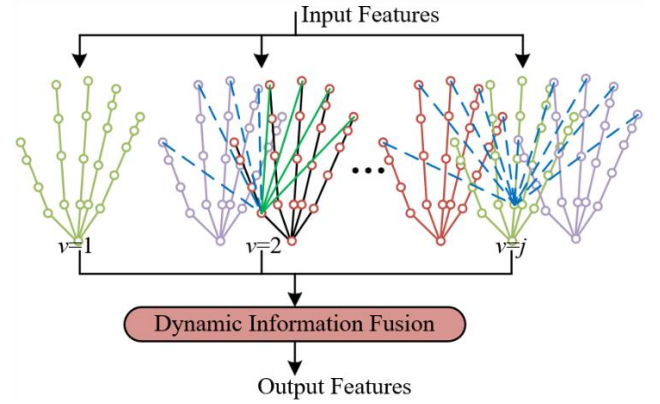 Input Features
v=1
v=2
v=j
Dynamic Information Fusion
Output Features